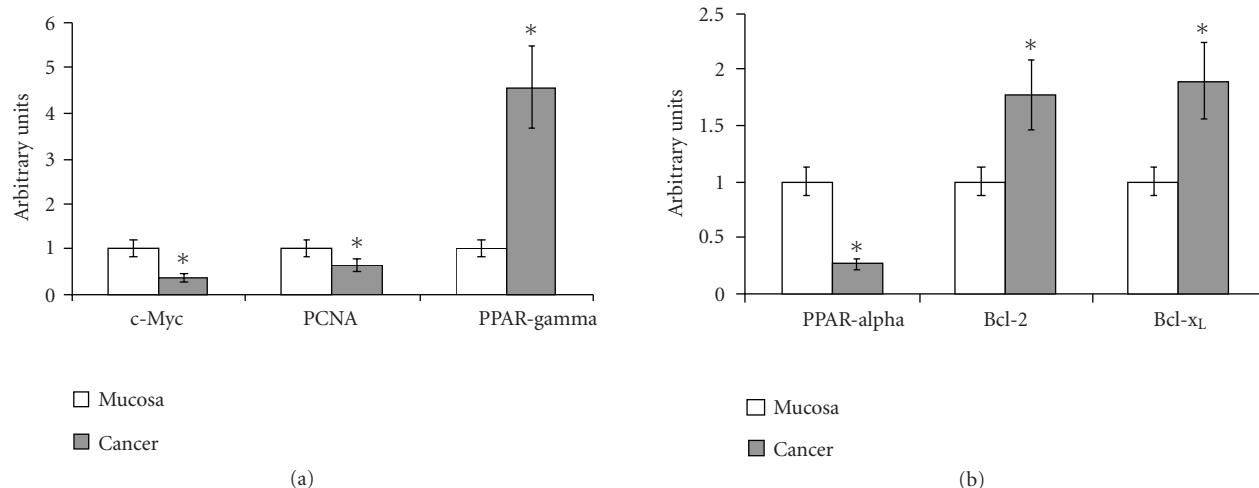 6
5
4
3
2
1
0
Arbitrary units
*
*
*
c-Myc
PCNA
PPAR-gamma
Mucosa
Cancer
(a)
2.5
2
1.5
1
0.5
0
Arbitrary units
*
*
*
PPAR-alpha
Bcl-2
Bcl-xL
Mucosa
Cancer
(b)